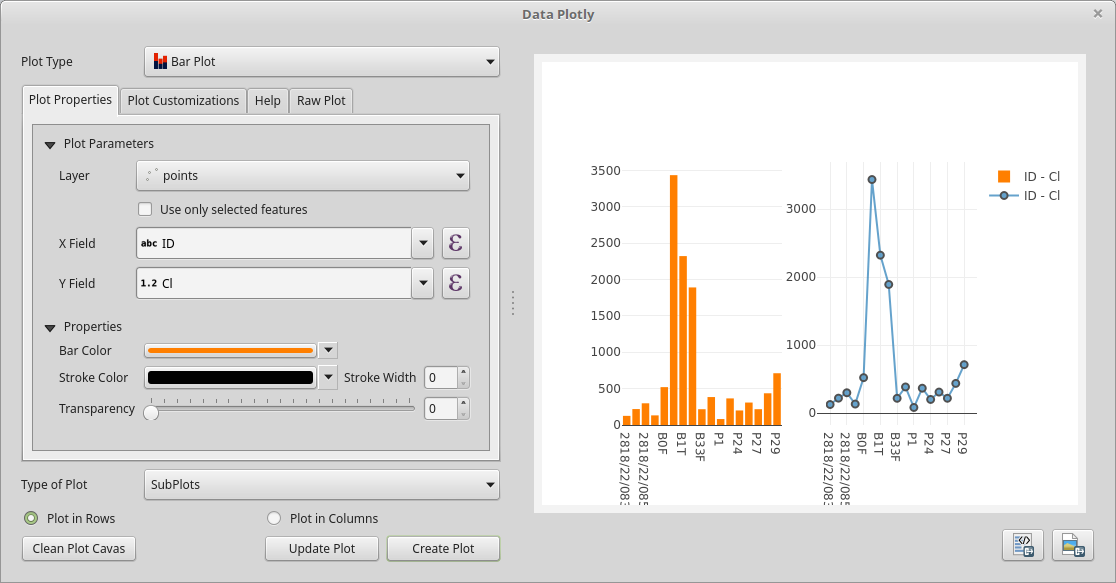 Data Plotly
Plot Type
Bar Plot
Plot Properties
Plot Customizations
Help
Raw Plot
Plot Parameters
Layer
points
Use only selected features
X Field
abc ID
ε
Y Field
1.2 Cl
ε
Properties
Bar Color
Stroke Color
Stroke Width
0
Transparency
0
Type of Plot
SubPlots
Plot in Rows
Plot in Columns
Clean Plot Cavas
Update Plot
Create Plot
3500
3000
2500
2000
1500
1000
500
0
2818/22/083
2818/22/085
B0F
B1T
B33F
P1
P24
P27
P29
3000
2000
1000
0
2818/22/083
2818/22/085
B0F
B1T
B33F
P1
P24
P27
P29
ID - Cl
ID - Cl